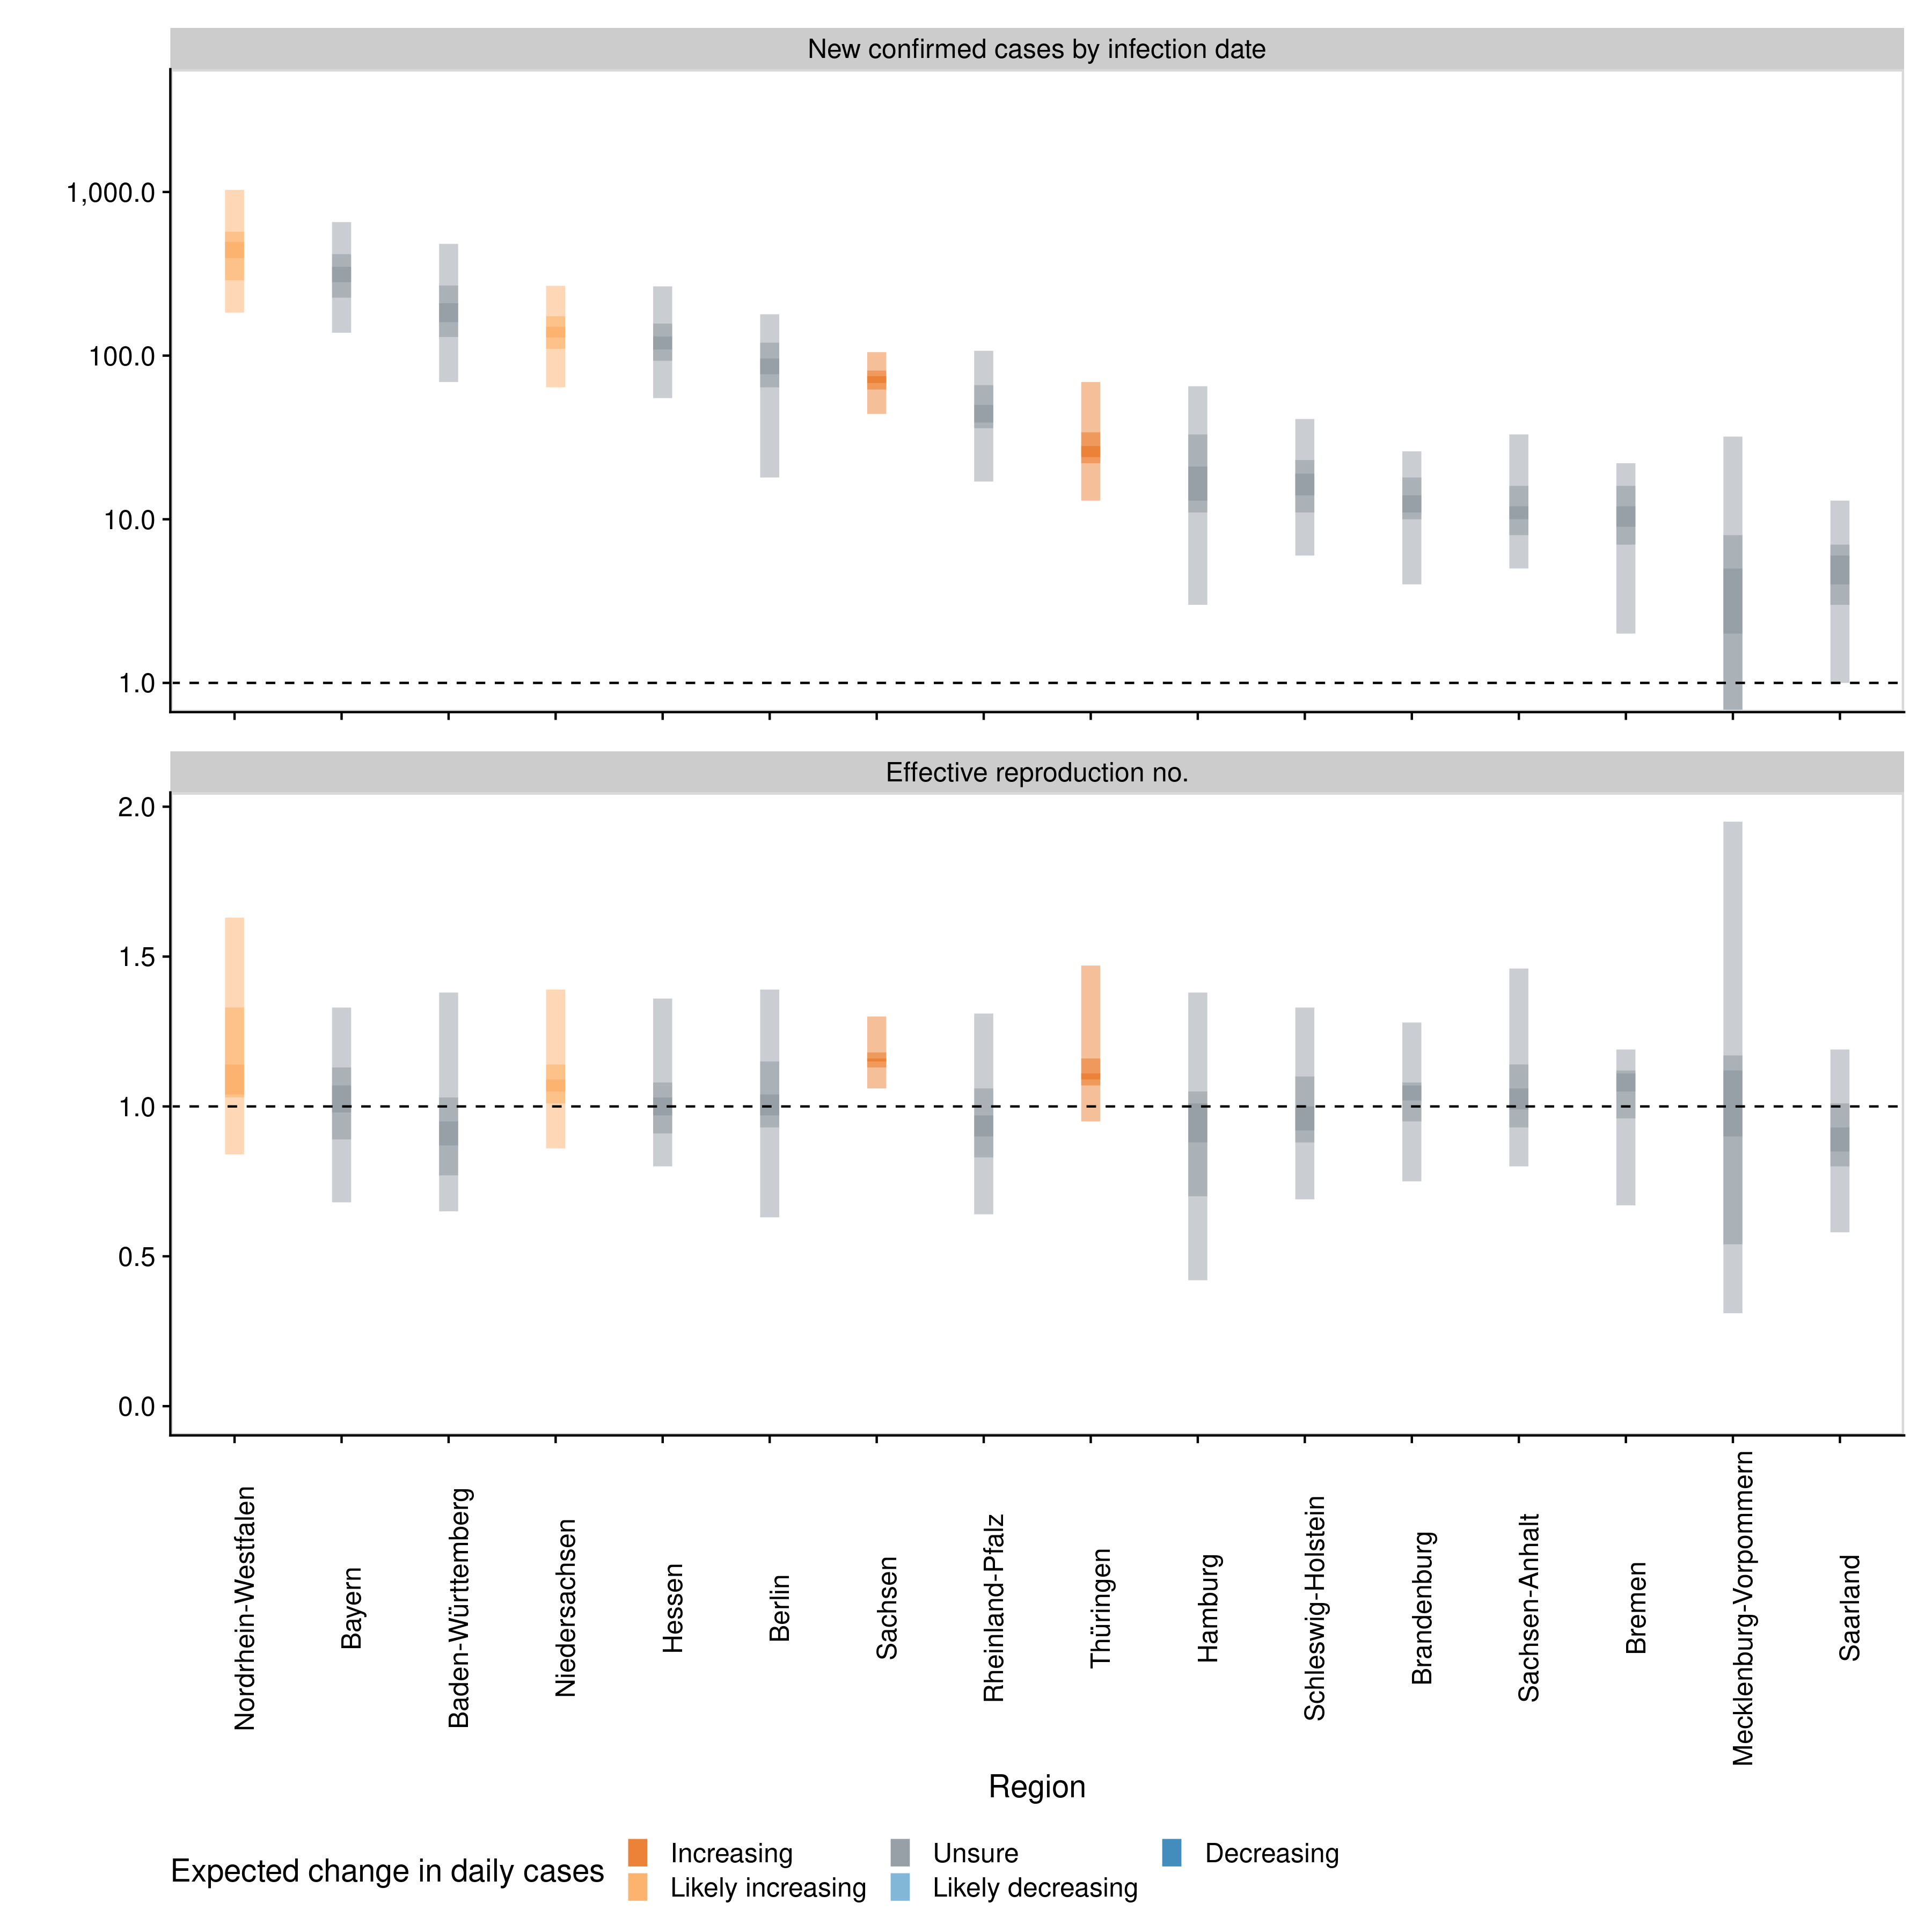 New confirmed cases by infection date
1,000.0
100.0
10.0
1.0
Effective reproduction no.
2.0
1.5
1.0
0.5
0.0
Nordrhein-Westfalen
Bayern
Baden-Württemberg
Niedersachsen
Hessen
Berlin
Sachsen
Rheinland-Pfalz
Thüringen
Hamburg
Schleswig-Holstein
Brandenburg
Sachsen-Anhalt
Bremen
Mecklenburg-Vorpommern
Saarland
Region
Expected change in daily cases
Increasing
Unsure
Decreasing
Likely increasing
Likely decreasing